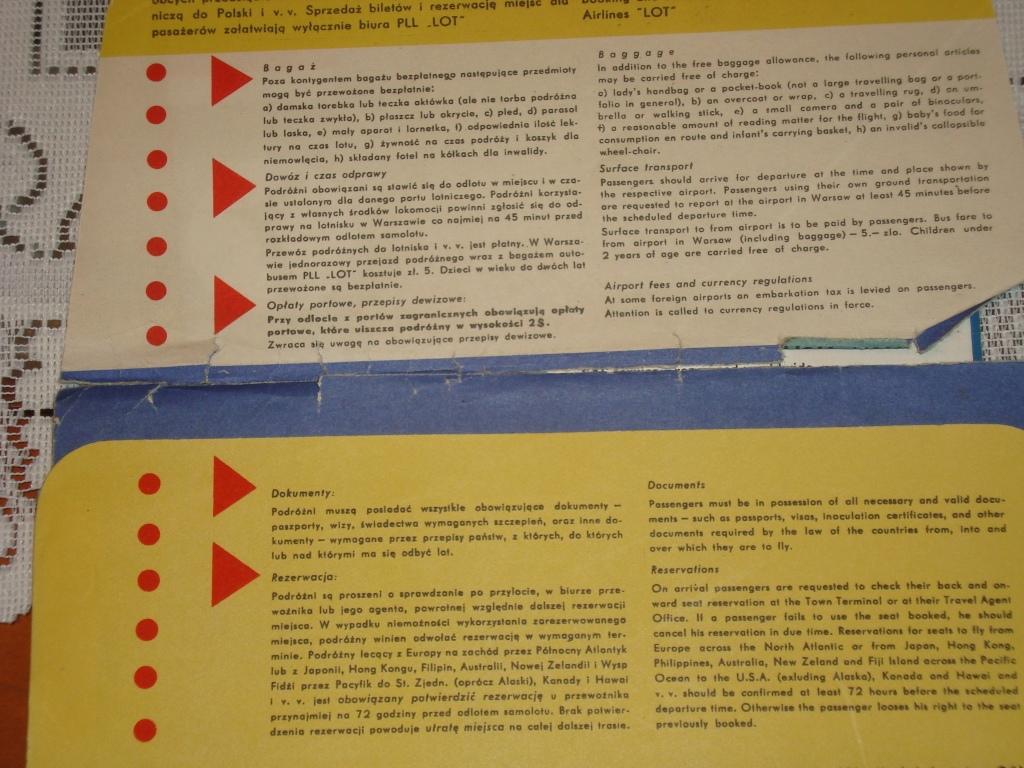 niczą do Polski i v. v. Sprzedaż biletów i rezerwację miejsc dla
pasażerów załatwiają wyłącznie biura PLL „LOT"
Airlines "LOT"
Bagaż
Poza kontygentem bagażu bezpłatnego następujące przedmioty
mogą być przewożone bezpłatnie:
a) damska torebka lub teczka aktówka (ale nie torba podróżna
lub teczka zwykła), b) płaszcz lub okrycie, c) pled, d) parasol
lub laska, e) mały aparat i lornetka, f) odpowiednia ilość lek-
tury na czas lotu, g) żywność na czas podróży i koszyk dla
niemowlęcia, h) składany fotel na kółkach dla inwalidy.
Dowóz i czas odprawy
Podróżni obowiązani są stawić się do odlotu w miejscu i w cza-
sie ustalonym dla danego portu lotniczego. Podróżni korzysta-
jący z własnych środków lokomocji powinni zgłosić się do od-
prawy na lotnisku w Warszawie co najmniej na 45 minut przed
rozkładowym odlotem samolotu.
Przewóz podróżnych do lotniska i v. v. jest płatny. W Warsza-
wie jednorazowy przejazd podróżnego wraz z bagażem auto-
busem PLL „LOT" kosztuje zł. 5. Dzieci w wieku do dwóch lat
przewożone są bezpłatnie.
Opłaty portowe, przepisy dewizowe:
Przy odlocie z portów zagranicznych obowiązują opłaty
portowe, które uiszcza podróżny w wysokości 2$.
Zwraca się uwagę na obowiązujące przepisy dewizowe.
Baggage
In addition to the free baggage allowance, the following personal articles
may be carried free of charge:
a) lady's handbag or a pocket-book (not a large travelling bag or a port-
folio in general), b) an overcoat or wrap, c) a travelling rug, d) an um-
brella or walking stick, e) a small camera and a pair of binoculars,
f) a reasonable amount of reading matter for the flight, g) baby's food for
consumption en route and infant's carrying basket, h) an invalid's collapsible
wheel-chair.
Surface transport
Passengers should arrive for departure at the time and place shown by
the respective airport. Passengers using their own ground transportation
are requested to report at the airport in Warsaw at least 45 minutes before
the scheduled departure time.
Surface transport to from airport is to be paid by passengers. Bus fare to
from airport in Warsaw (including baggage) — 5.— zlo. Children under
2 years of age are carried free of charge.
Airport fees and currency regulations
At some foreign airports an embarkation tax is levied on passengers.
Attention is called to currency regulations in force.
Dokumenty:
Podróżni muszą posiadać wszystkie obowiązujące dokumenty —
paszporty, wizy, świadectwa wymaganych szczepień, oraz inne do-
kumenty — wymagane przez przepisy państw, z których, do których
lub nad którymi ma się odbyć lot.
Rezerwacja:
Podróżni są proszeni o sprawdzanie po przylocie, w biurze prze-
woźnika lub jego agenta, powrotnej względnie dalszej rezerwacji
miejsca. W wypadku niemożności wykorzystania zarezerwowanego
miejsca, podróżny winien odwołać rezerwację w wymaganym ter-
minie. Podróżny lecący z Europy na zachód przez Północny Atlantyk
lub z Japonii, Hong Kongu, Filipin, Australii, Nowej Zelandii i Wysp
Fidżi przez Pacyfik do St. Zjedn. (oprócz Alaski), Kanady i Hawai
i v. v. jest obowiązany potwierdzić rezerwację u przewoźnika
przynajmiej na 72 godziny przed odlotem samolotu. Brak potwier-
dzenia rezerwacji powoduje utratę miejsca na całej dalszej trasie.
Documents
Passengers must be in possession of all necessary and valid docu-
ments — such as passports, visas, inoculation certificates, and other
documents required by the law of the countries from, into and
over which they are to fly.
Reservations
On arrival passengers are requested to check their back and on-
ward seat reservation at the Town Terminal or at their Travel Agent
Office. If a passenger fails to use the seat booked, he should
cancel his reservation in due time. Reservations for seats to fly from
Europe across the North Atlantic or from Japan, Hong Kong,
Philippines, Australia, New Zeland and Fiji Island across the Pacific
Ocean to the U.S.A. (exluding Alaska), Kanada and Hawai and
v. v. should be confirmed at least 72 hours before the scheduled
departure time. Otherwise the passenger looses his right to the seat
previously booked.